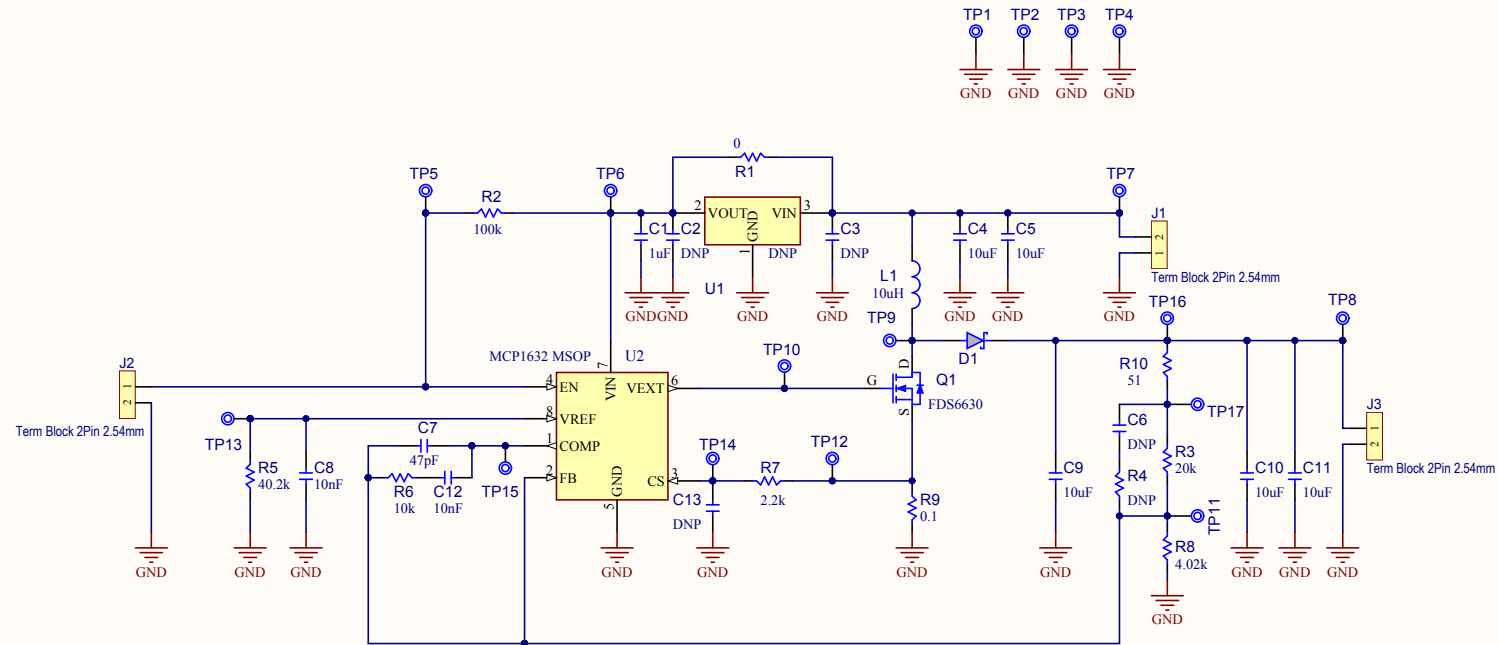 TP1 TP2 TP3 TP4
GND GND GND GND
0
R1
TP5 TP6 TP7
R2
100k
2 VOUT VIN 3
GND
1
DNP
U1
C1
1uF
C2
DNP
C3
DNP
C4
10uF
C5
10uF
J1
2
1
Term Block 2Pin 2.54mm
L1
10uH
GND GND GND GND GND GND GND
TP9
TP16
TP8
D1
J2
1
2
Term Block 2Pin 2.54mm
MCP1632 MSOP U2
7
VIN
4 EN
VEXT 6
8 VREF
1 COMP
2 FB
CS 3
GND
5
TP10
D
G
S
Q1
FDS6630
R10
51
TP17
C6
DNP
R4
DNP
R3
20k
TP11
R8
4.02k
GND
J3
1
2
Term Block 2Pin 2.54mm
TP13
R5
40.2k
C8
10nF
C7
47pF
R6
10k
C12
10nF
TP15
TP14
TP12
R7
2.2k
C13
DNP
R9
0.1
C9
10uF
C10
10uF
C11
10uF
GND GND GND GND GND GND GND GND GND GND